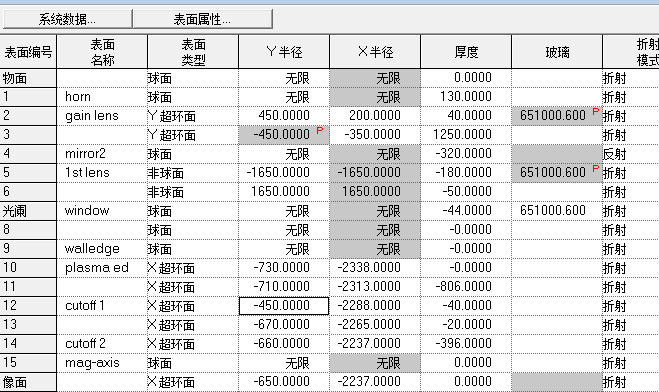 系统数据... 表面属性...
表面编号 表面名称 表面类型 Y半径 X半径 厚度 玻璃 折射模式
物面 球面 无限 无限 0.0000 折射
1 horn 球面 无限 无限 130.0000 折射
2 gain lens Y超环面 450.0000 200.0000 40.0000 651000.600 P 折射
3 Y超环面 -450.0000 P -350.0000 1250.0000 折射
4 mirror2 球面 无限 无限 -320.0000 反射
5 1st lens 非球面 -1650.0000 -1650.0000 -180.0000 651000.600 P 折射
6 非球面 1650.0000 1650.0000 -50.0000 折射
光阑 window 球面 无限 无限 -44.0000 651000.600 折射
8 球面 无限 无限 -0.0000 折射
9 walledge 球面 无限 无限 -0.0000 折射
10 plasma ed X超环面 -730.0000 -2338.0000 -0.0000 折射
11 X超环面 -710.0000 -2313.0000 -806.0000 折射
12 cutoff 1 X超环面 -450.0000 -2288.0000 -40.0000 折射
13 X超环面 -670.0000 -2265.0000 -20.0000 折射
14 cutoff 2 X超环面 -660.0000 -2237.0000 -396.0000 折射
15 mag-axis 球面 无限 无限 0.0000 折射
像面 X超环面 -650.0000 -2237.0000 0.0000 折射